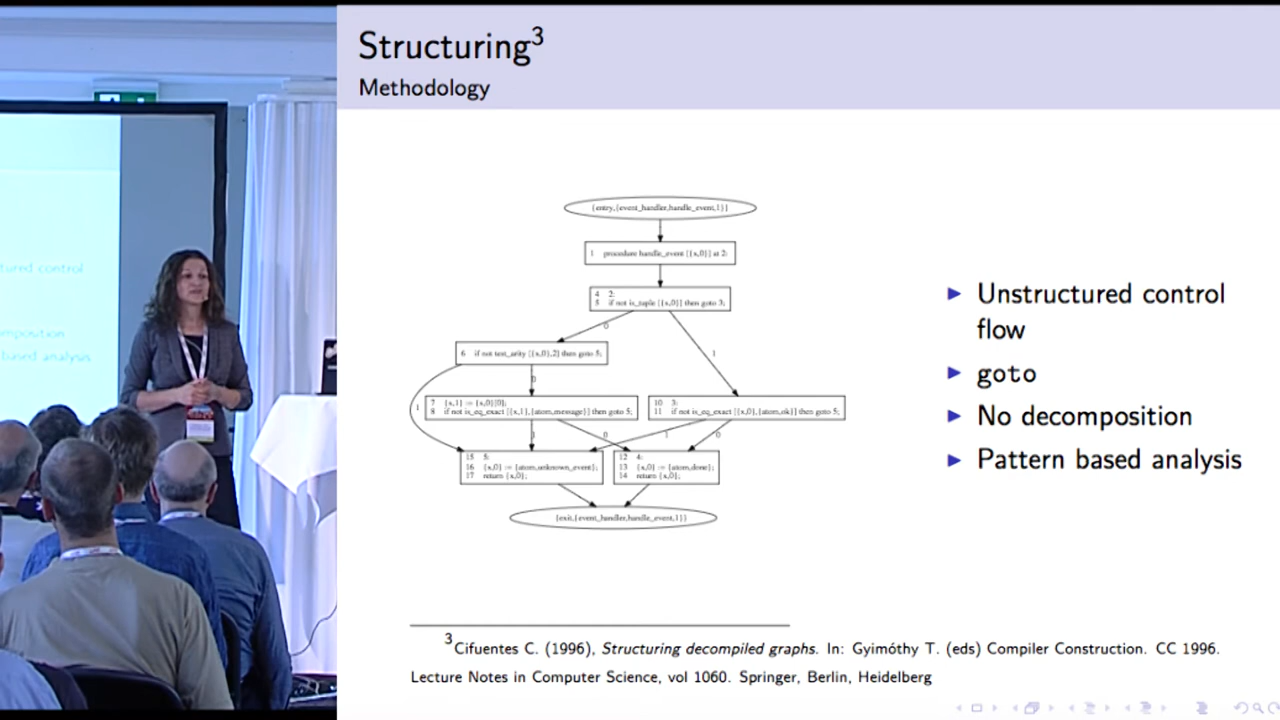 Structuring3
Methodology
{entry,{event_handler,handle_event,1}}
1 procedure handle_event [{x,0}] at 2:
4 2:
5 if not is_tuple [{x,0}] then goto 3;
0
1
6 if not test_arity [{x,0},2] then goto 5;
1
0
7 {x,1} := {x,0}[0];
8 if not is_eq_exact [{x,1},{atom,message}] then goto 5;
10 3:
11 if not is_eq_exact [{x,0},{atom,ok}] then goto 5;
1
0
1
0
15 5:
16 {x,0} := {atom,unknown_event};
17 return {x,0};
12 4:
13 {x,0} := {atom,done};
14 return {x,0};
{exit,{event_handler,handle_event,1}}
Unstructured control
flow
goto
No decomposition
Pattern based analysis
tured control
mposition
based analysis
3Cifuentes C. (1996), Structuring decompiled graphs. In: Gyimóthy T. (eds) Compiler Construction. CC 1996.
Lecture Notes in Computer Science, vol 1060. Springer, Berlin, Heidelberg